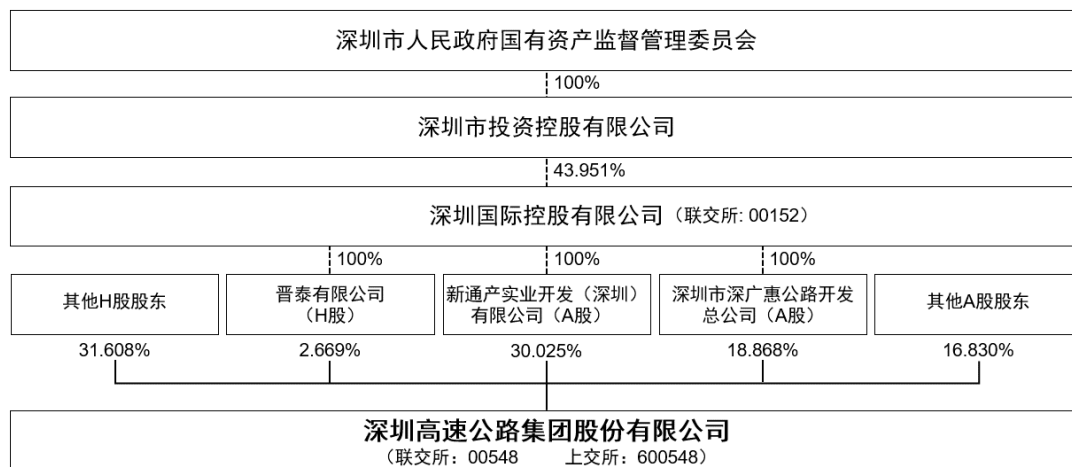 深圳市人民政府国有资产监督管理委员会
100%
深圳市投资控股有限公司
43.951%
深圳国际控股有限公司（联交所: 00152）
100%
100%
100%
其他H股股东
晋泰有限公司
（H股）
新通产实业开发（深圳）
有限公司（A股）
深圳市深广惠公路开发
总公司（A股）
其他A股股东
31.608%
2.669%
30.025%
18.868%
16.830%
深圳高速公路集团股份有限公司
（联交所：00548 上交所：600548）